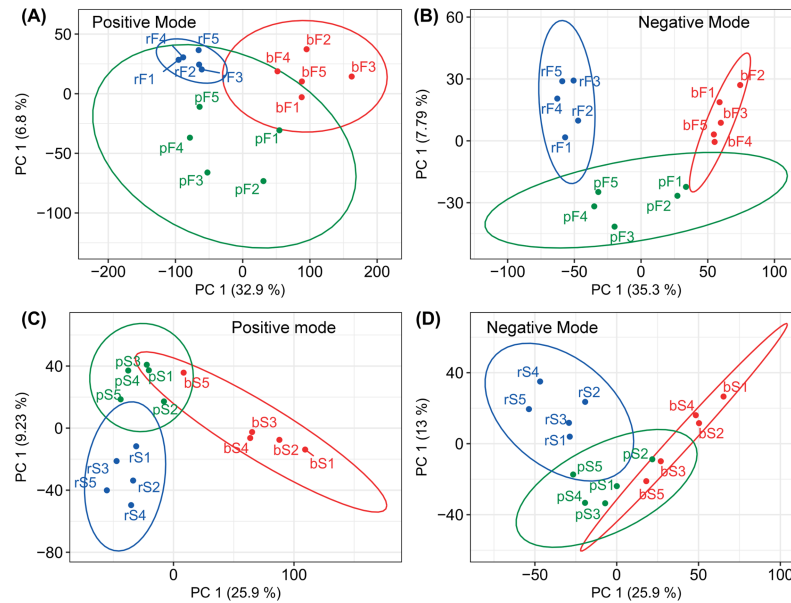 (A)
Positive Mode
50
0
−50
−100
PC 1 (6.8 %)
rF4
rF5
rF1
rF2
rF3
bF2
bF4
bF3
bF5
bF1
pF5
pF1
pF4
pF3
pF2
−200
−100
0
100
200
PC 1 (32.9 %)
(B)
Negative Mode
60
30
0
−30
PC 1 (7.79 %)
rF5
rF3
rF4
rF2
rF1
bF2
bF1
bF3
bF5
bF4
pF5
pF1
pF2
pF4
pF3
−100
−50
0
50
100
PC 1 (35.3 %)
(C)
Positive mode
40
0
−40
−80
PC 1 (9.23 %)
pS3
pS4
bS1
bS5
pS5
pS2
bS3
bS4
bS2
bS1
rS1
rS3
rS5
rS2
rS4
0
100
PC 1 (25.9 %)
(D)
Negative Mode
40
0
−40
PC 1 (13 %)
rS4
rS2
rS5
rS3
rS1
bS1
bS4
bS2
pS2
pS5
bS3
pS1
pS4
bS5
pS3
−50
0
50
100
PC 1 (25.9 %)